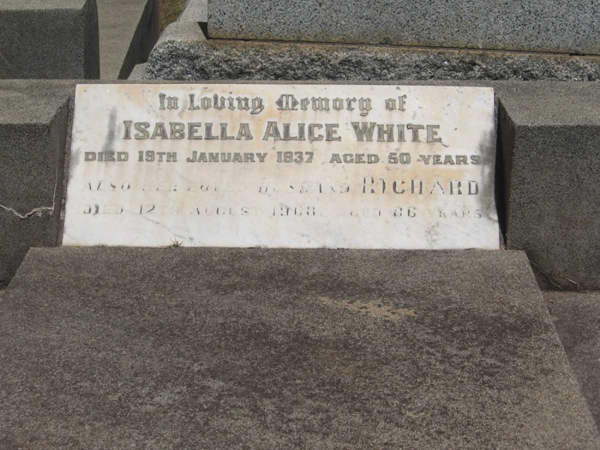 In Loving Memory of
ISABELLA ALICE WHITE
DIED 19TH JANUARY 1937 AGED 50 YEARS
ALSO HER LOVED HUSBAND RICHARD
DIED 12TH AUGUST 1968 AGED 86 YEARS